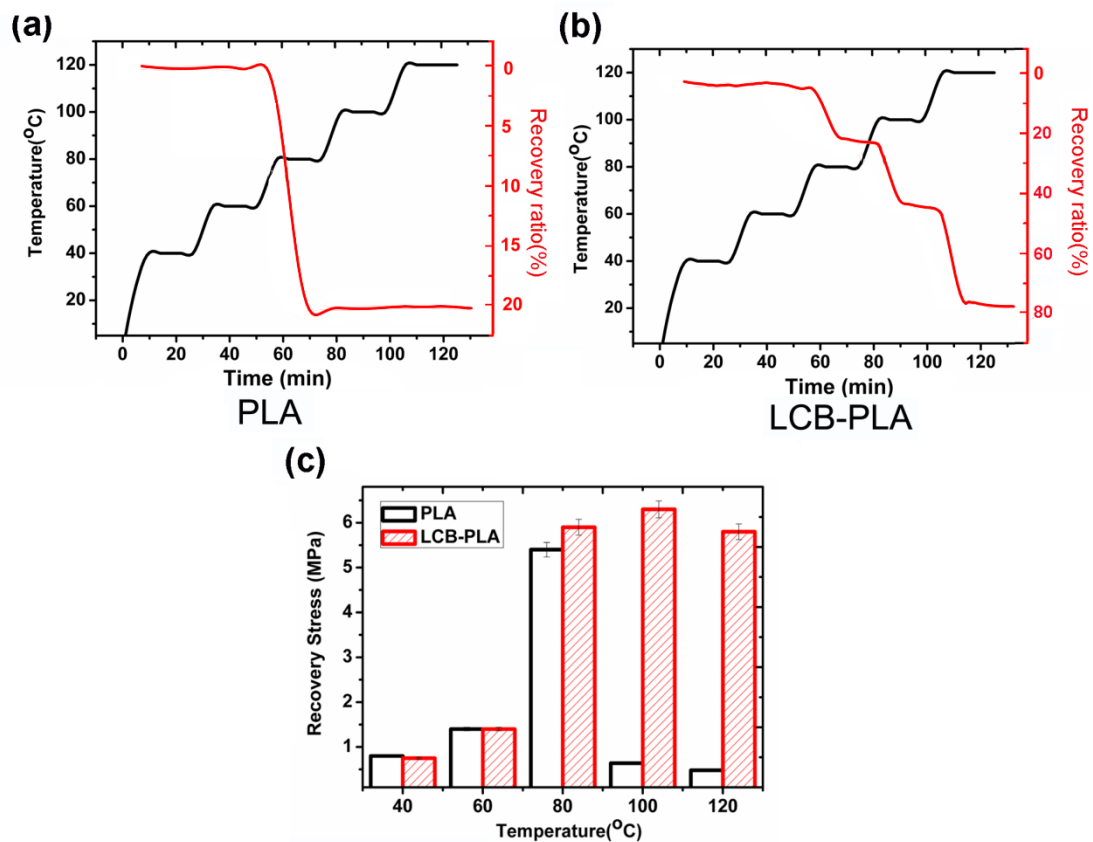 (a)
120
100
80
60
40
20
Temperature(°C)
0
5
10
15
20
Recovery ratio(%)
0 20 40 60 80 100 120
Time (min)
PLA
(b)
120
100
80
60
40
20
Temperature(°C)
0
20
40
60
80
Recovery ratio(%)
0 20 40 60 80 100 120
Time (min)
LCB-PLA
(c)
PLA
LCB-PLA
6
5
4
3
2
1
Recovery Stress (MPa)
40 60 80 100 120
Temperature(°C)